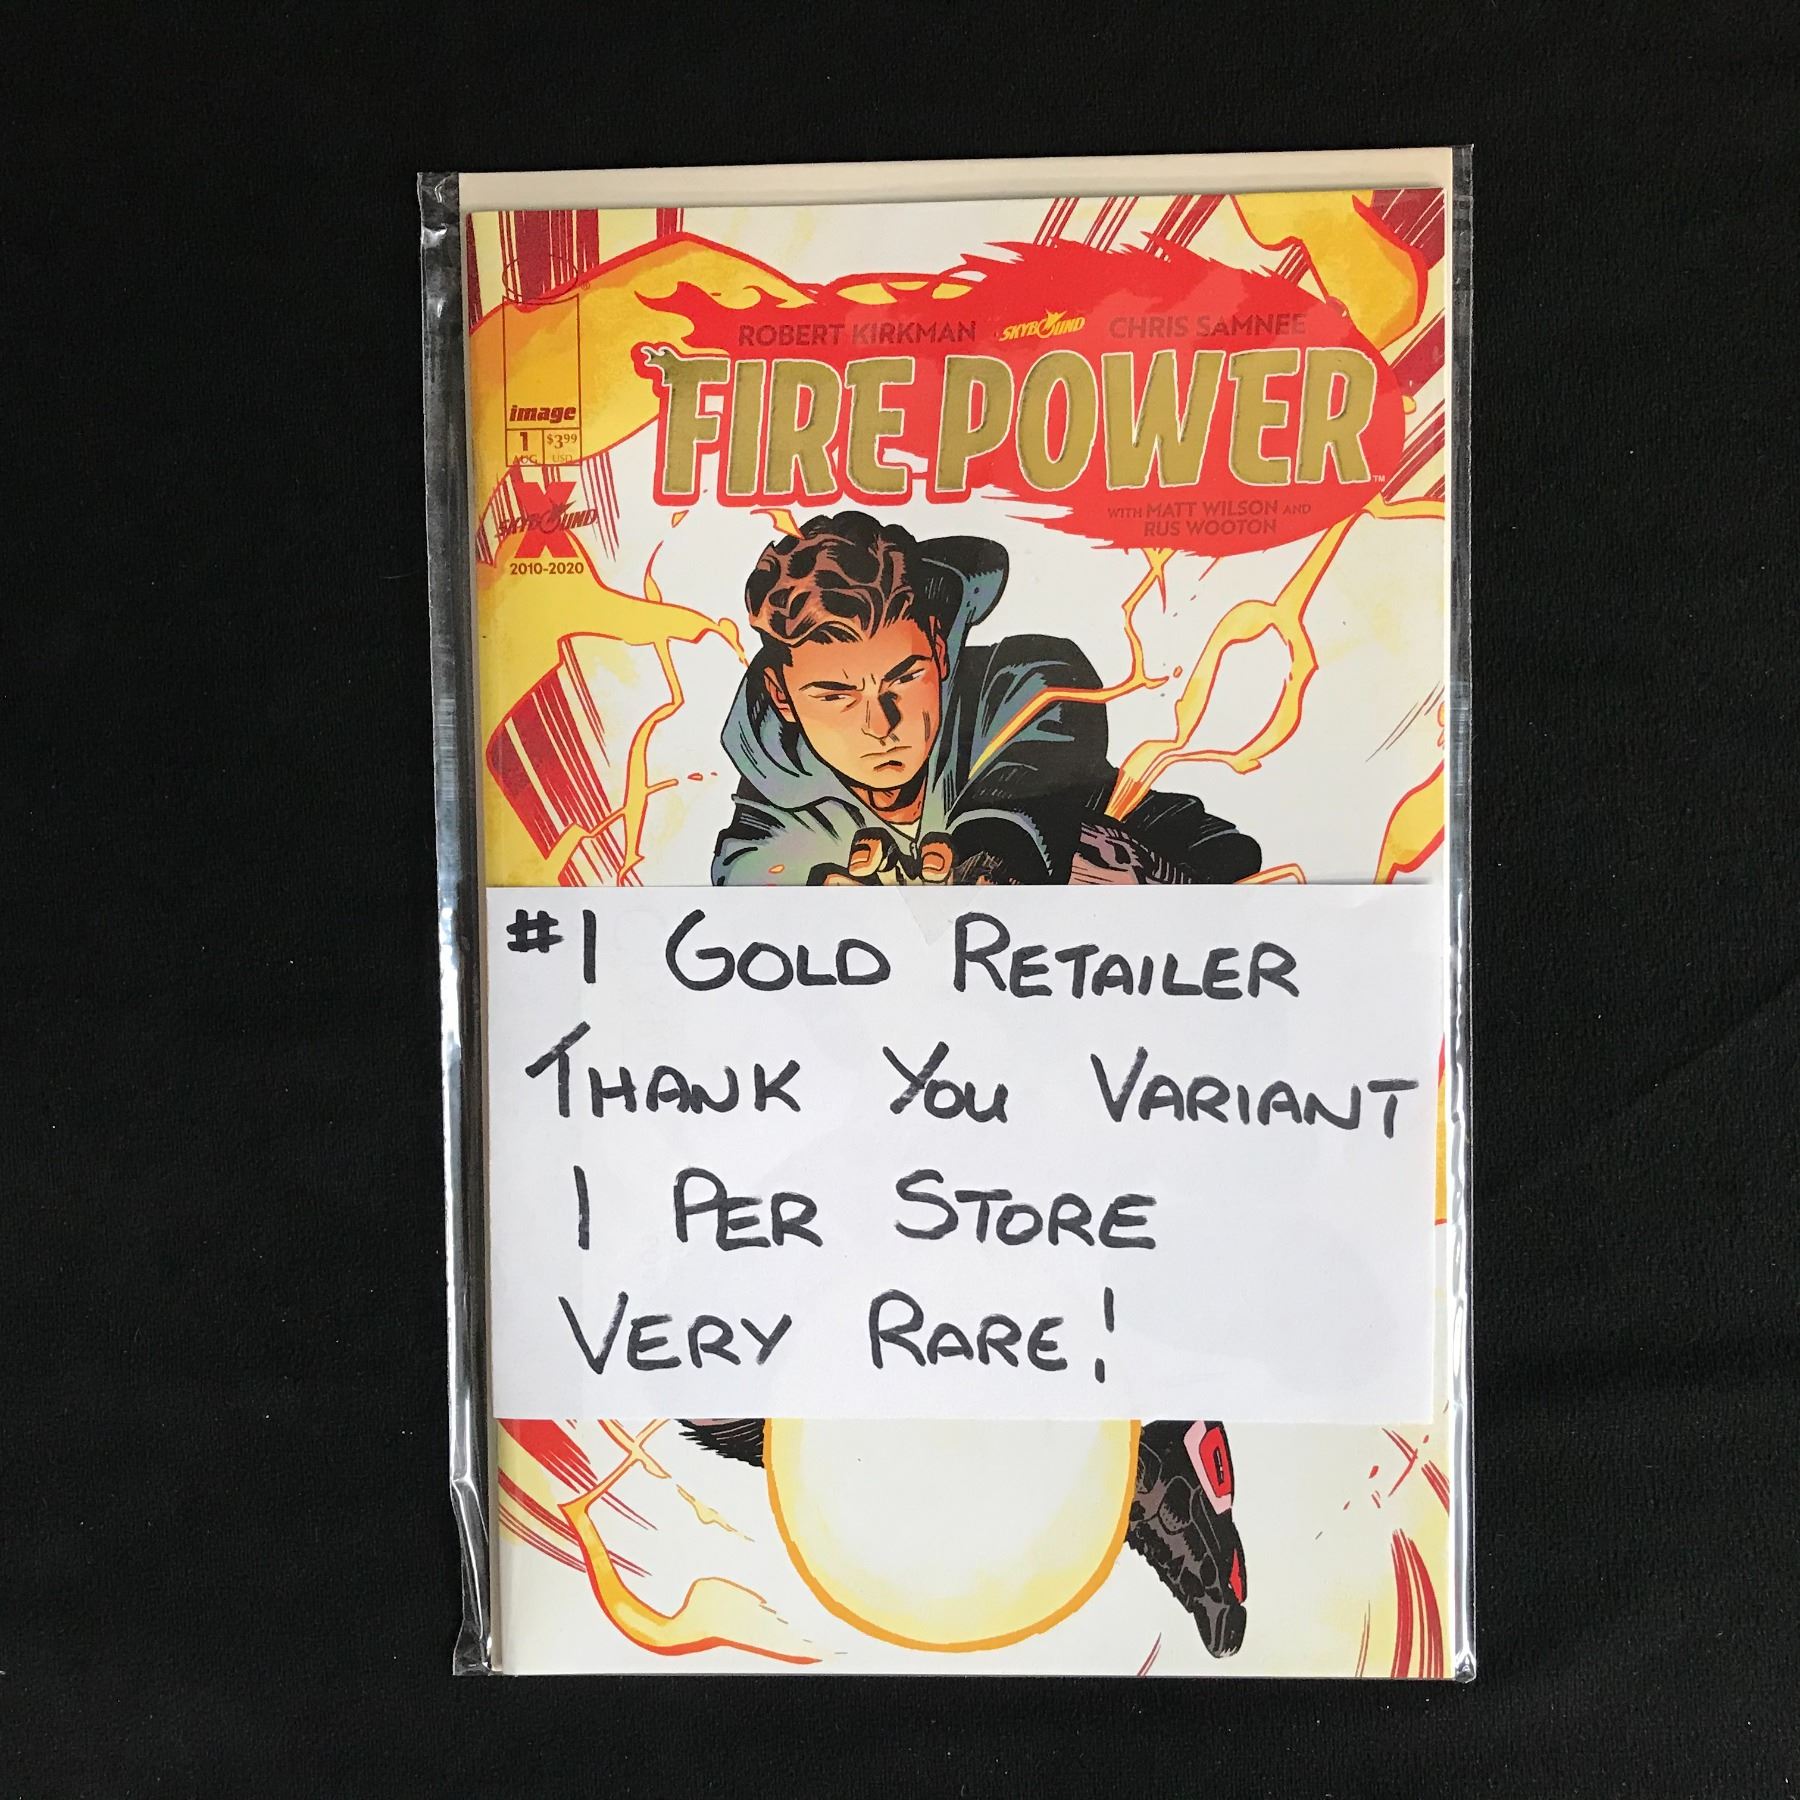 ROBERT KIRKMAN SKYBOUND CHRIS SAMNEE
FIRE POWER™
WITH MATT WILSON AND
RUS WOOTON
image
1 $3.99
AUG USD
X
SKYBOUND
2010-2020
#1 GOLD RETAILER
THANK YOU VARIANT
1 PER STORE
VERY RARE!